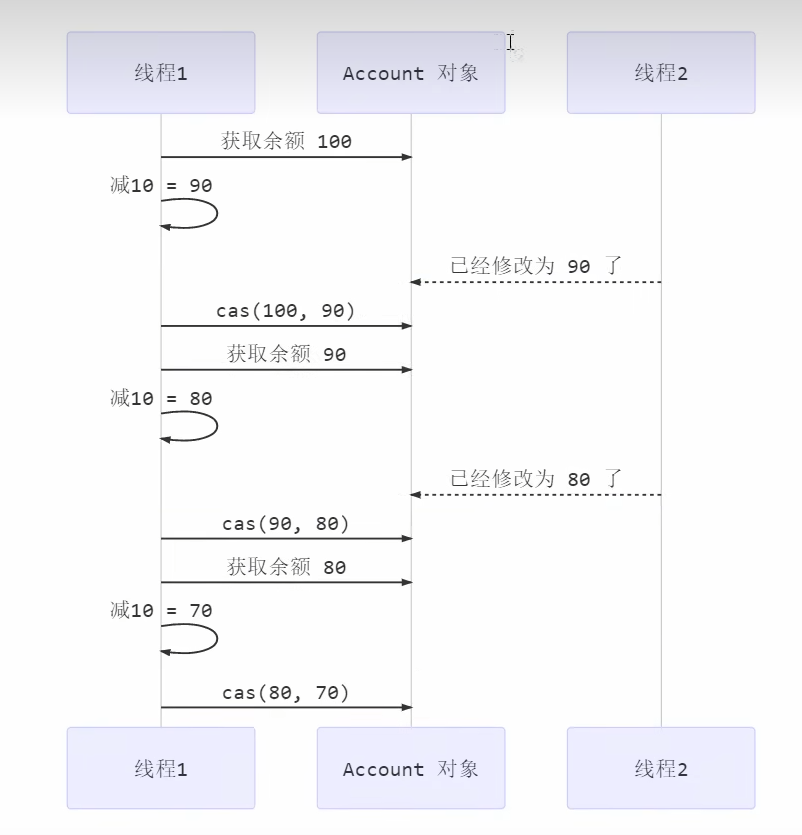 线程1
Account 对象
线程2
获取余额 100
减10 = 90
已经修改为 90 了
cas(100, 90)
获取余额 90
减10 = 80
已经修改为 80 了
cas(90, 80)
获取余额 80
减10 = 70
cas(80, 70)
线程1
Account 对象
线程2